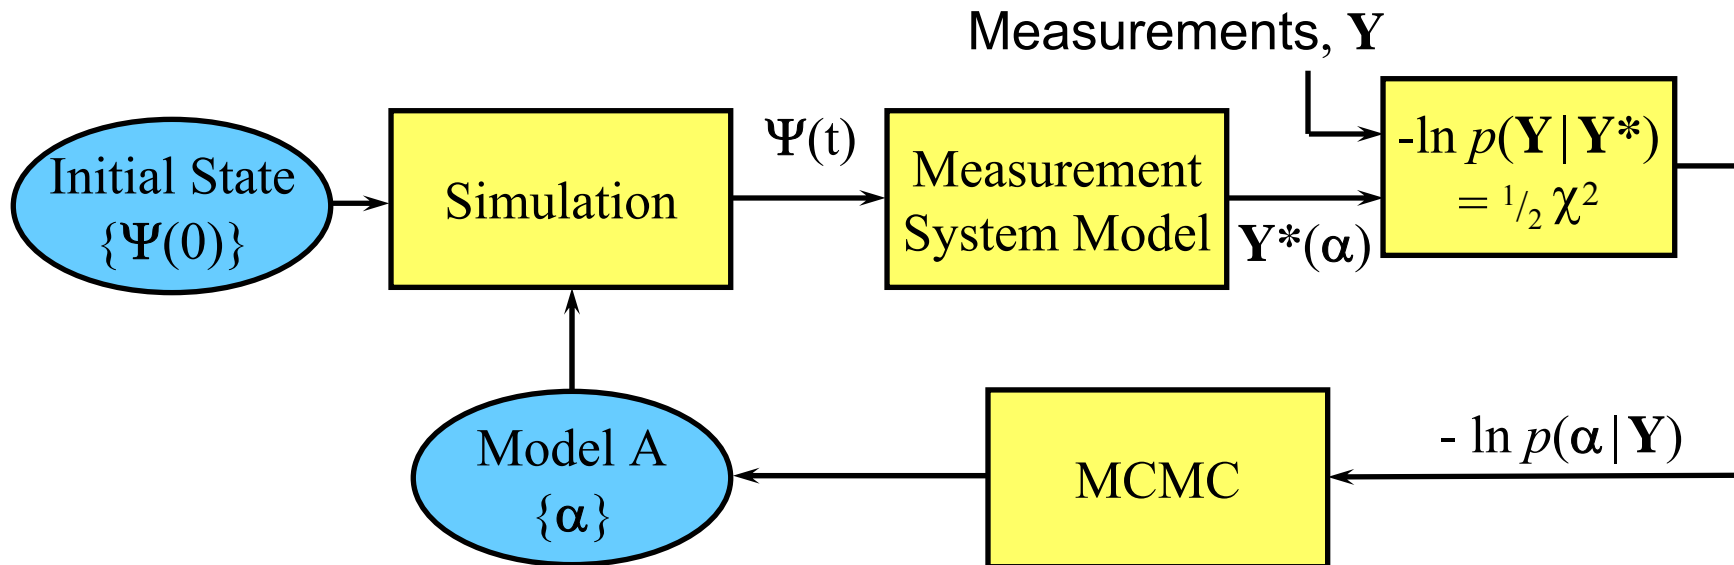 Measurements, Y
Initial State
{Ψ(0)}
Simulation
Ψ(t)
Measurement
System Model
Y*(α)
-ln p(Y | Y*)
= 1/2 χ²
Model A
{α}
MCMC
- ln p(α | Y)